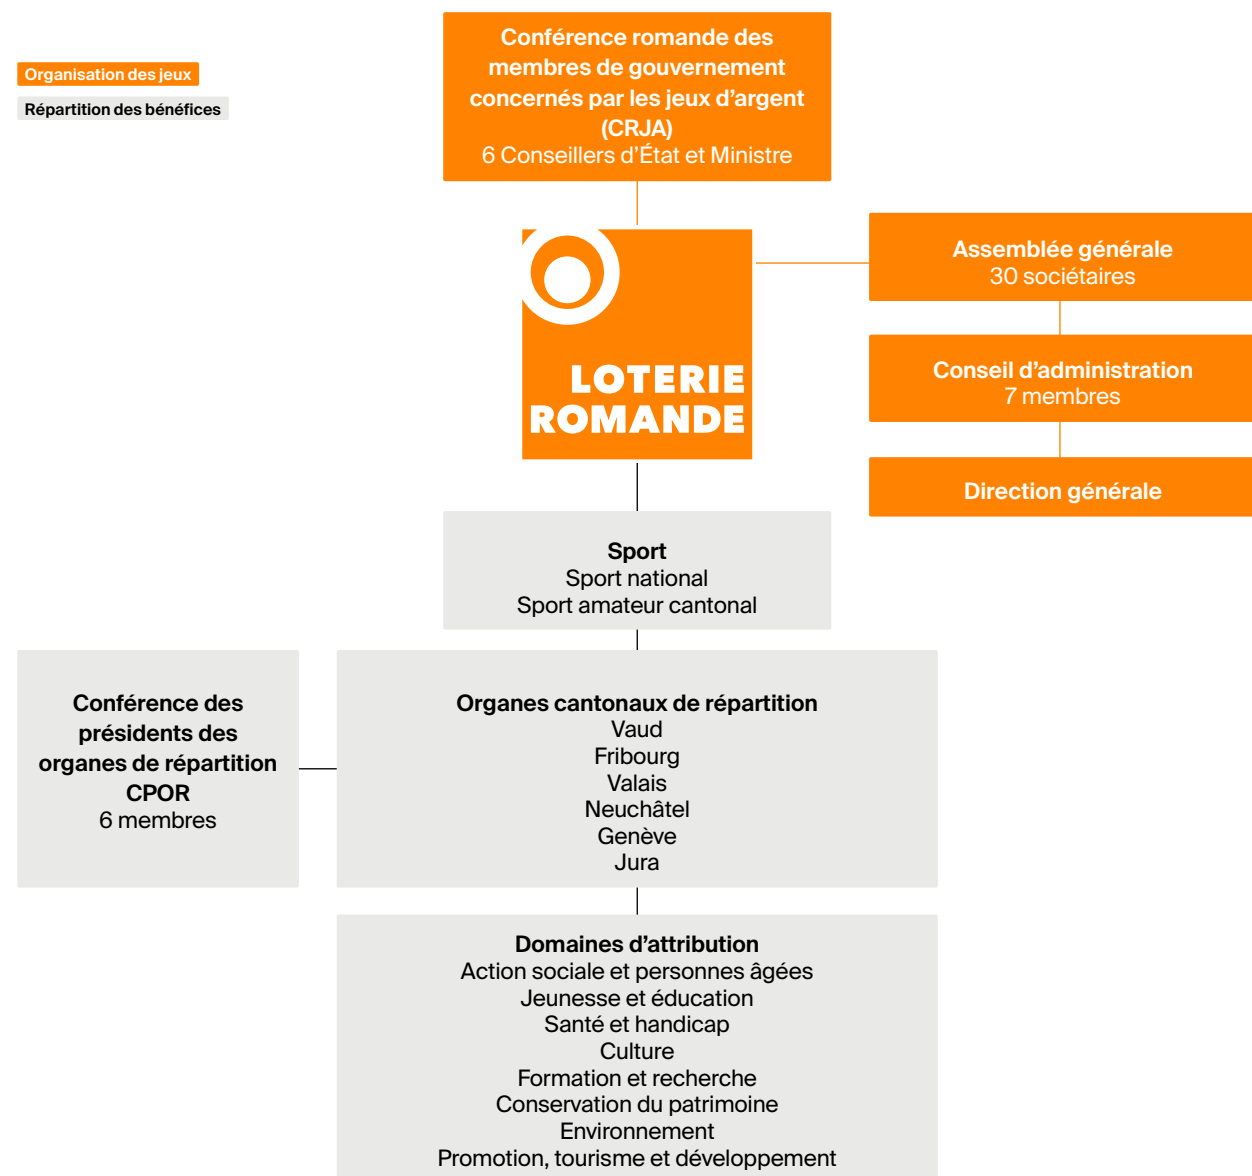 Organisation des jeux
Répartition des bénéfices
Conférence romande des
membres de gouvernement
concernés par les jeux d’argent
(CRJA)
6 Conseillers d’État et Ministre
LOTERIE
ROMANDE
Assemblée générale
30 sociétaires
Conseil d’administration
7 membres
Direction générale
Sport
Sport national
Sport amateur cantonal
Conférence des
présidents des
organes de répartition
CPOR
6 membres
Organes cantonaux de répartition
Vaud
Fribourg
Valais
Neuchâtel
Genève
Jura
Domaines d’attribution
Action sociale et personnes âgées
Jeunesse et éducation
Santé et handicap
Culture
Formation et recherche
Conservation du patrimoine
Environnement
Promotion, tourisme et développement